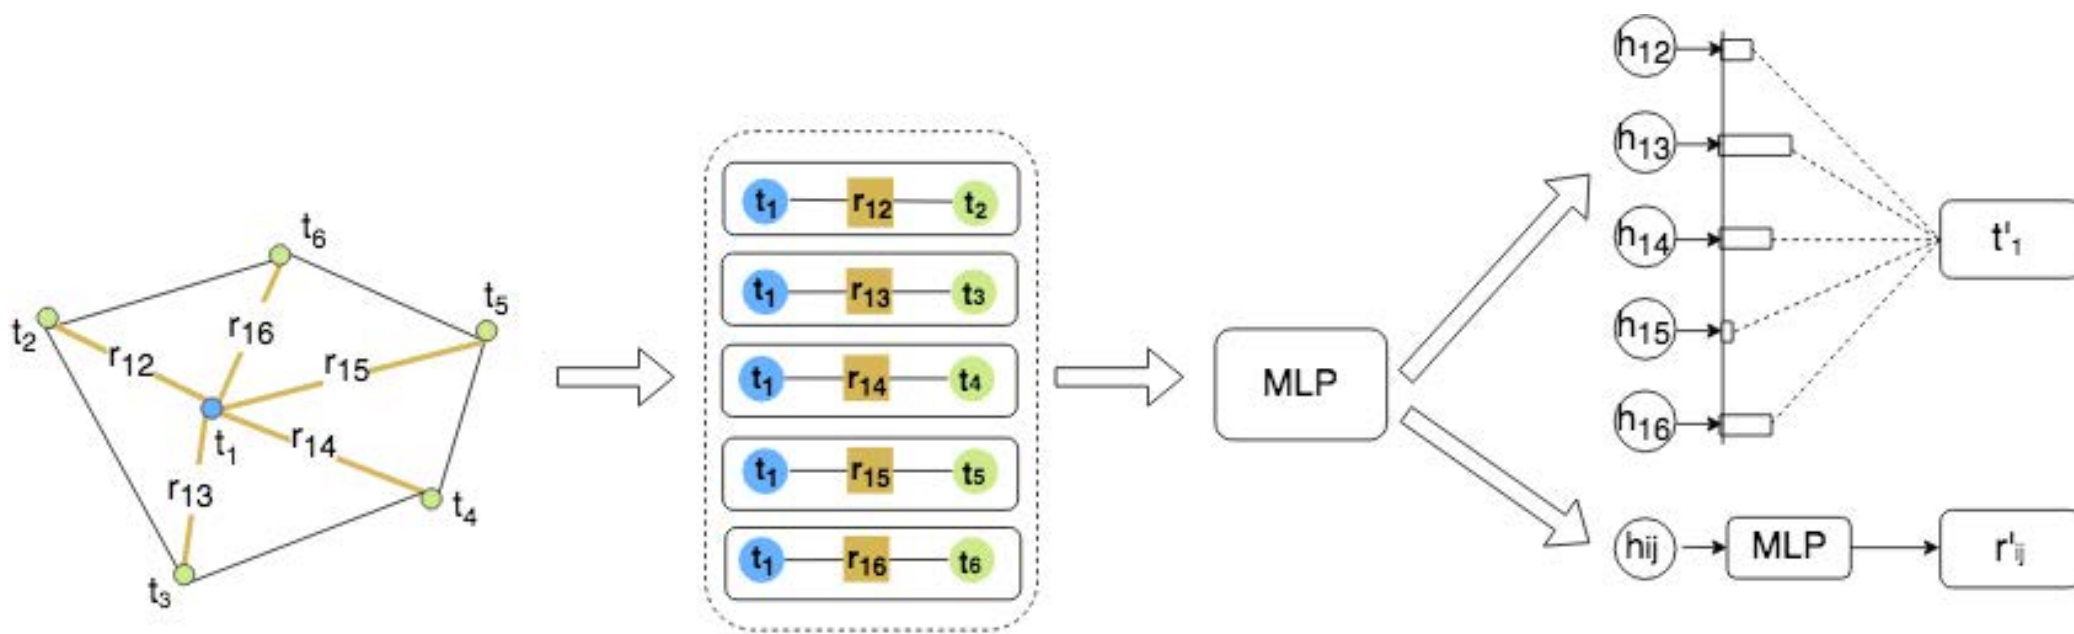 t6
t5
t2
r16
r12
r15
t1
r14
r13
t4
t3
t1 r12 t2
t1 r13 t3
t1 r14 t4
t1 r15 t5
t1 r16 t6
MLP
h12
h13
h14
t'1
h15
h16
hij MLP r'ij